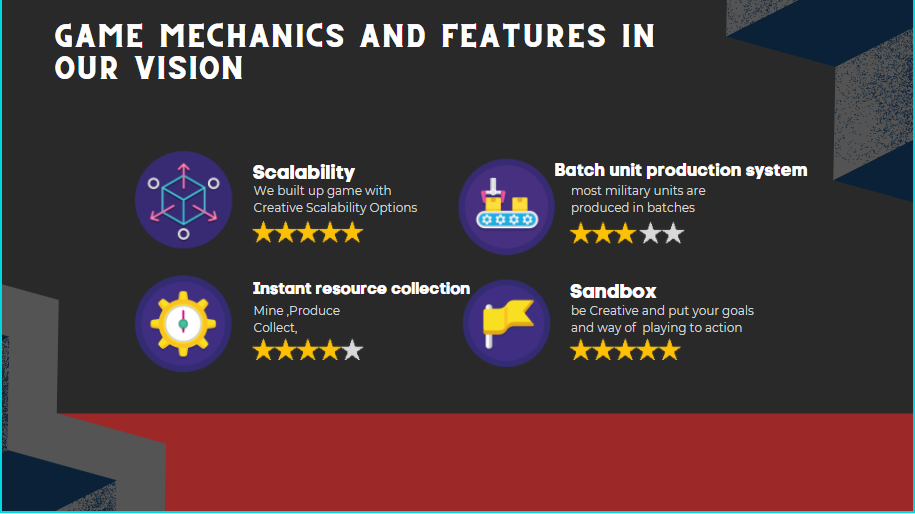 GAME MECHANICS AND FEATURES IN
OUR VISION
Scalability
We built up game with
Creative Scalability Options
Batch unit production system
most military units are
produced in batches
Instant resource collection
Mine ,Produce
Collect,
Sandbox
be Creative and put your goals
and way of  playing to action